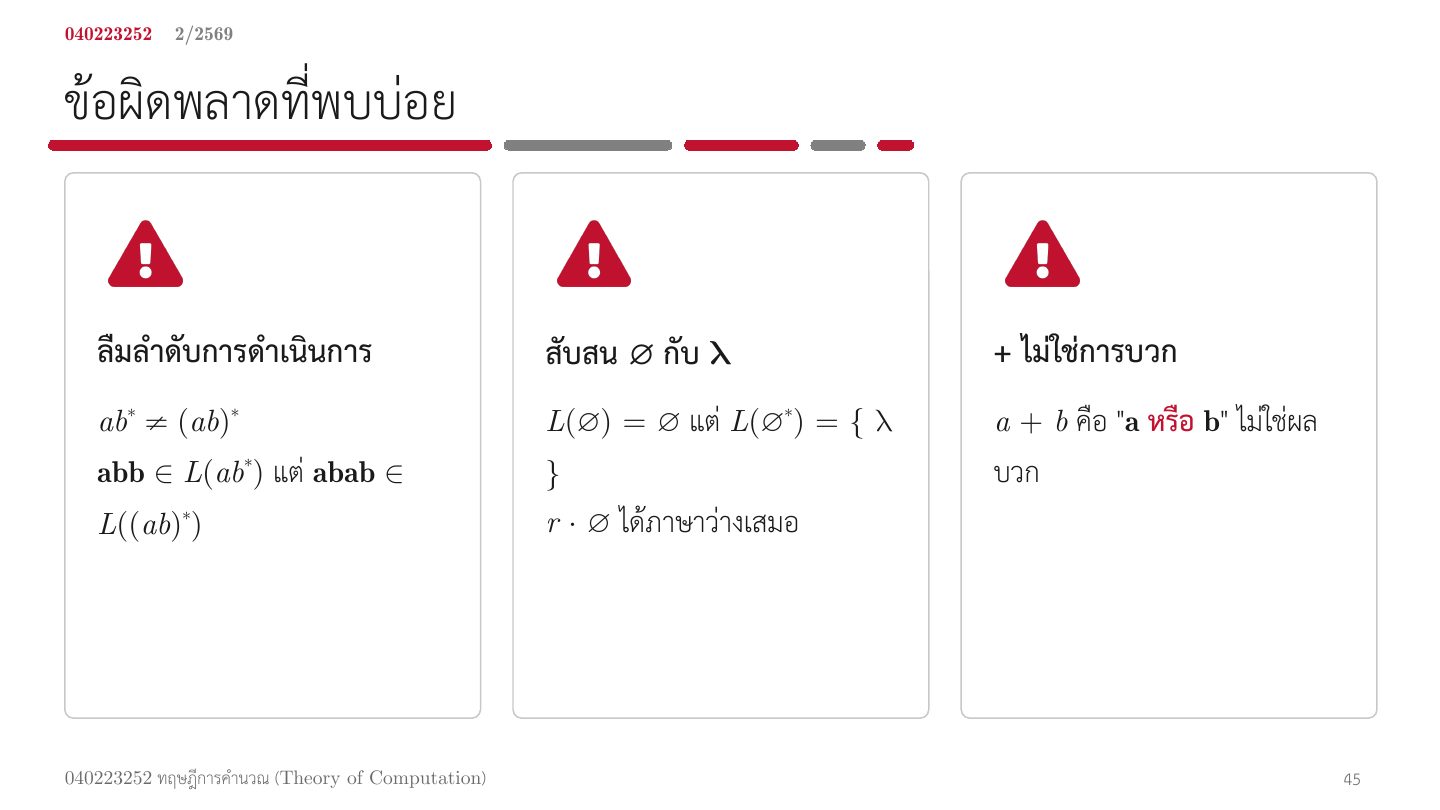 040223252 2/2569
ข้อผิดพลาดที่พบบ่อย
ลืมลำดับการดำเนินการ
ab* ≠ (ab)*
abb ∈ L(ab*) แต่ abab ∈
L((ab)*)
สับสน ∅ กับ λ
L(∅) = ∅ แต่ L(∅*) = { λ
}
r · ∅ ได้ภาษาว่างเสมอ
+ ไม่ใช่การบวก
a + b คือ "a หรือ b" ไม่ใช่ผล
บวก
040223252 ทฤษฎีการคำนวณ (Theory of Computation)
45